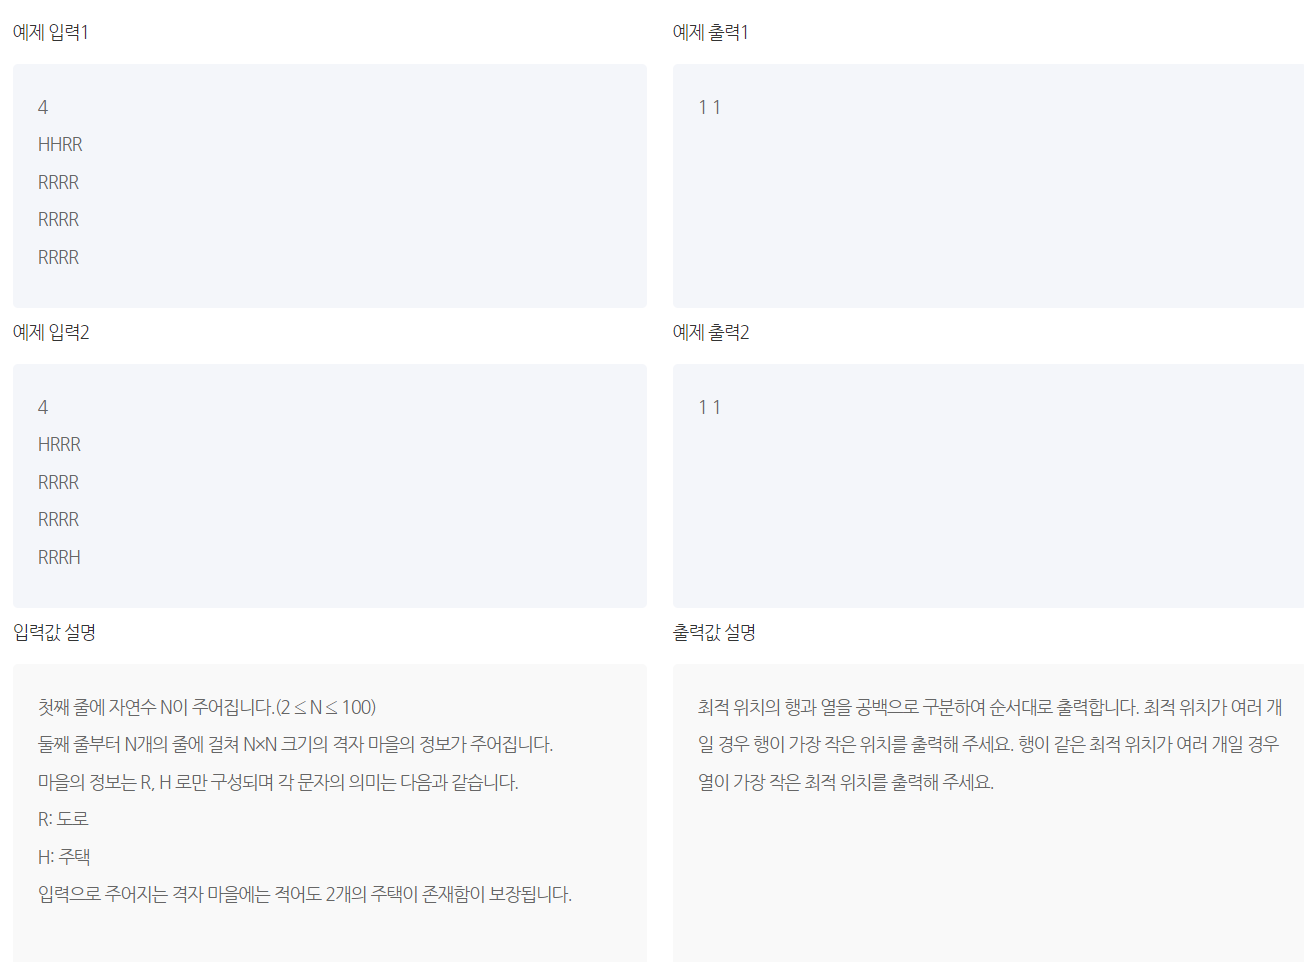 예제 입력1
4
HHRR
RRRR
RRRR
RRRR
예제 출력1
1 1
예제 입력2
4
HRRR
RRRR
RRRR
RRRH
예제 출력2
1 1
입력값 설명
첫째 줄에 자연수 N이 주어집니다.(2 ≤ N ≤ 100)
둘째 줄부터 N개의 줄에 걸쳐 N×N 크기의 격자 마을의 정보가 주어집니다.
마을의 정보는 R, H 로만 구성되며 각 문자의 의미는 다음과 같습니다.
R: 도로
H: 주택
입력으로 주어지는 격자 마을에는 적어도 2개의 주택이 존재함이 보장됩니다.
출력값 설명
최적 위치의 행과 열을 공백으로 구분하여 순서대로 출력합니다. 최적 위치가 여러 개
일 경우 행이 가장 작은 위치를 출력해 주세요. 행이 같은 최적 위치가 여러 개일 경우
열이 가장 작은 최적 위치를 출력해 주세요.